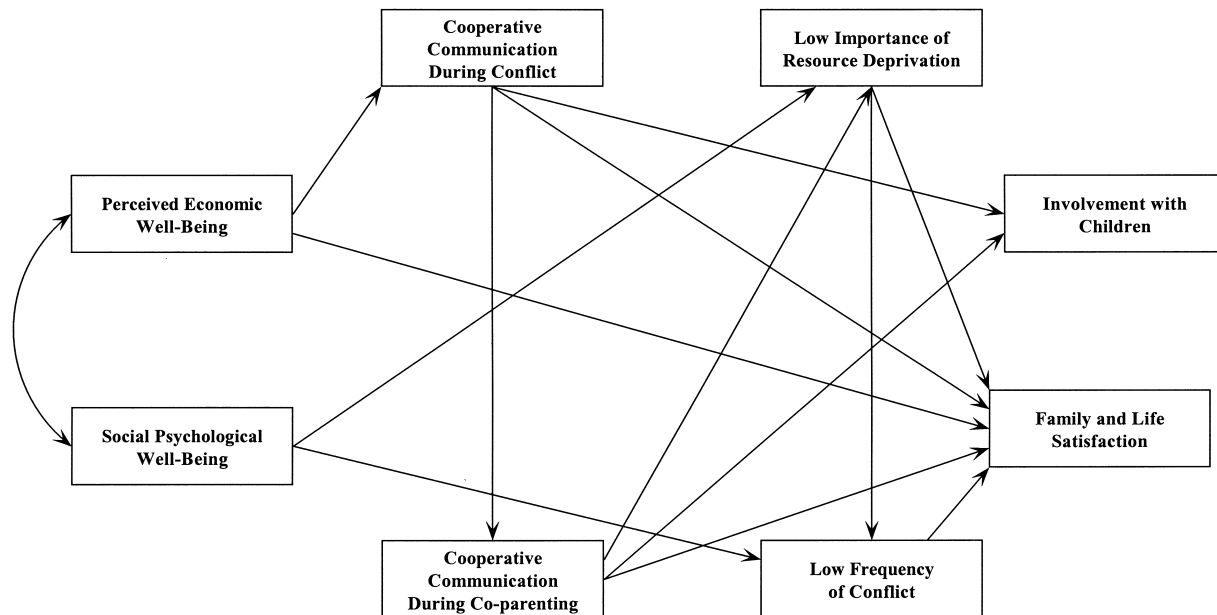 Cooperative
Communication
During Conflict
Low Importance of
Resource Deprivation
Perceived Economic
Well-Being
Involvement with
Children
Social Psychological
Well-Being
Family and Life
Satisfaction
Cooperative
Communication
During Co-parenting
Low Frequency
of Conflict